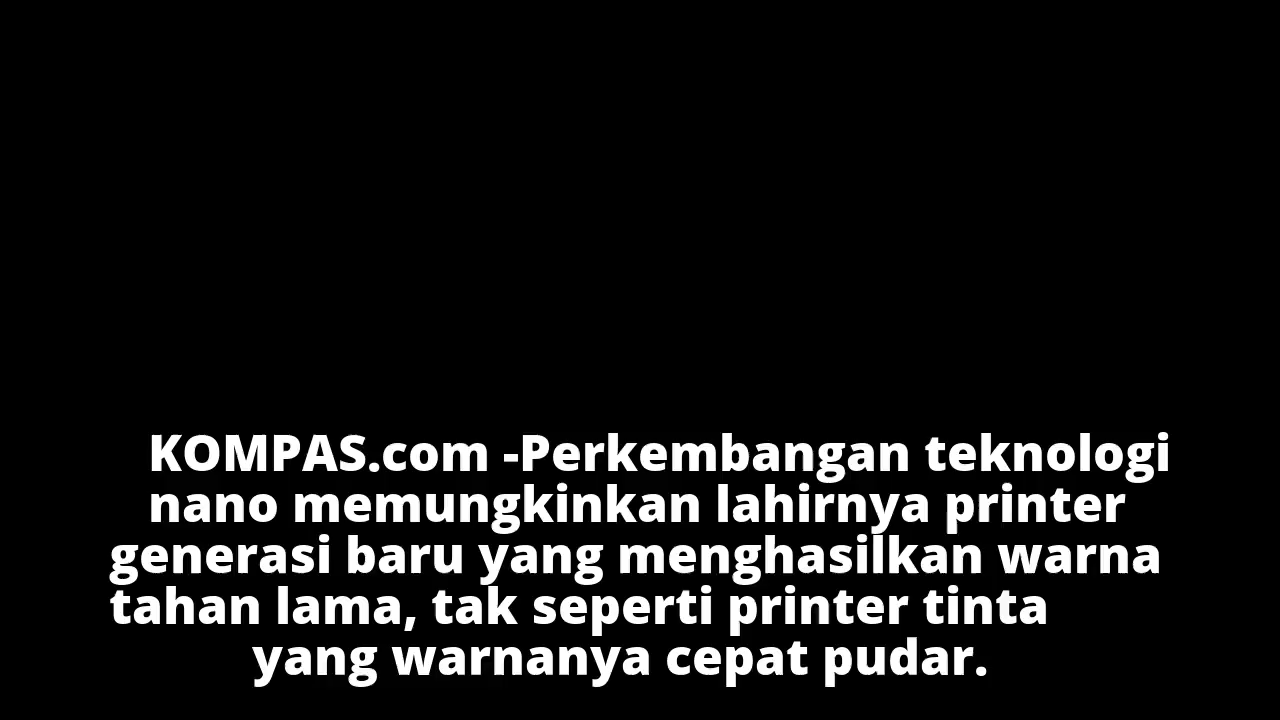 KOMPAS.com -Perkembangan teknologi
nano memungkinkan lahirnya printer
generasi baru yang menghasilkan warna
tahan lama, tak seperti printer tinta
yang warnanya cepat pudar.